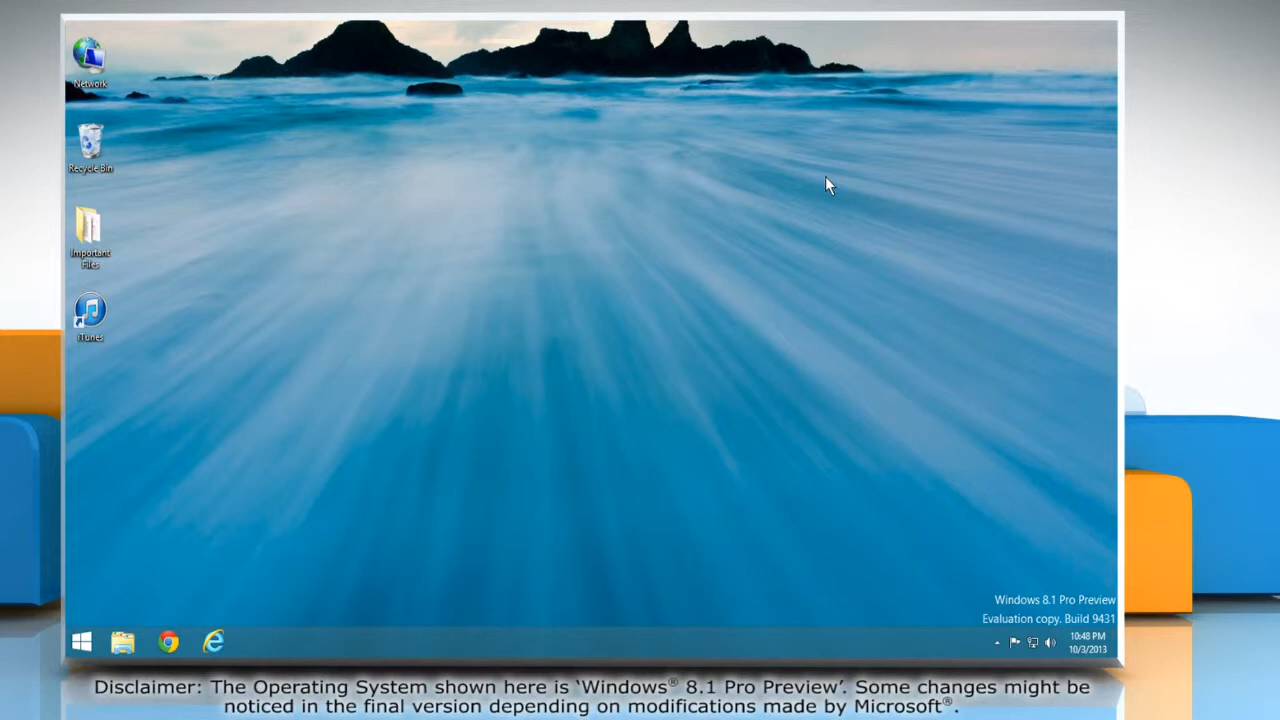 Network
Recycle Bin
Important
Files
iTunes
Windows 8.1 Pro Preview
Evaluation copy. Build 9431
10:48 PM
10/3/2013
Disclaimer: The Operating System shown here is ‘Windows® 8.1 Pro Preview’. Some changes might be
noticed in the final version depending on modifications made by Microsoft®.